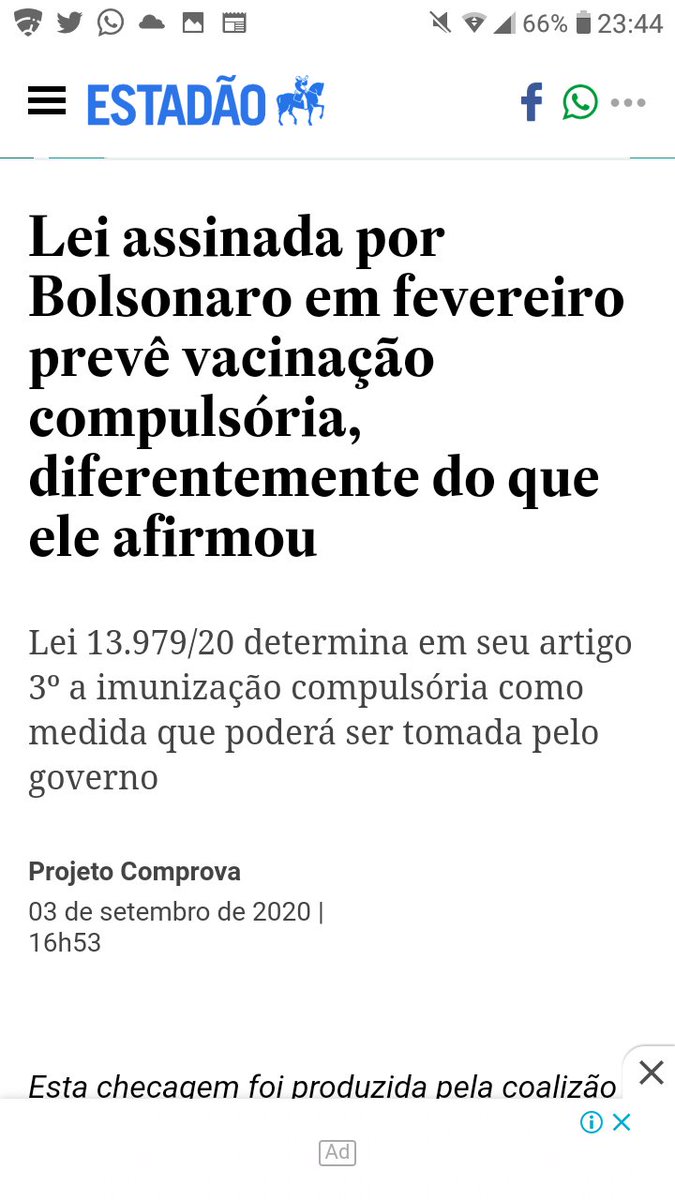 66% 23:44
ESTADÃO
Lei assinada por
Bolsonaro em fevereiro
prevê vacinação
compulsória,
diferentemente do que
ele afirmou
Lei 13.979/20 determina em seu artigo
3º a imunização compulsória como
medida que poderá ser tomada pelo
governo
Projeto Comprova
03 de setembro de 2020 |
16h53
Esta checagem foi produzida pela coalizão
Ad